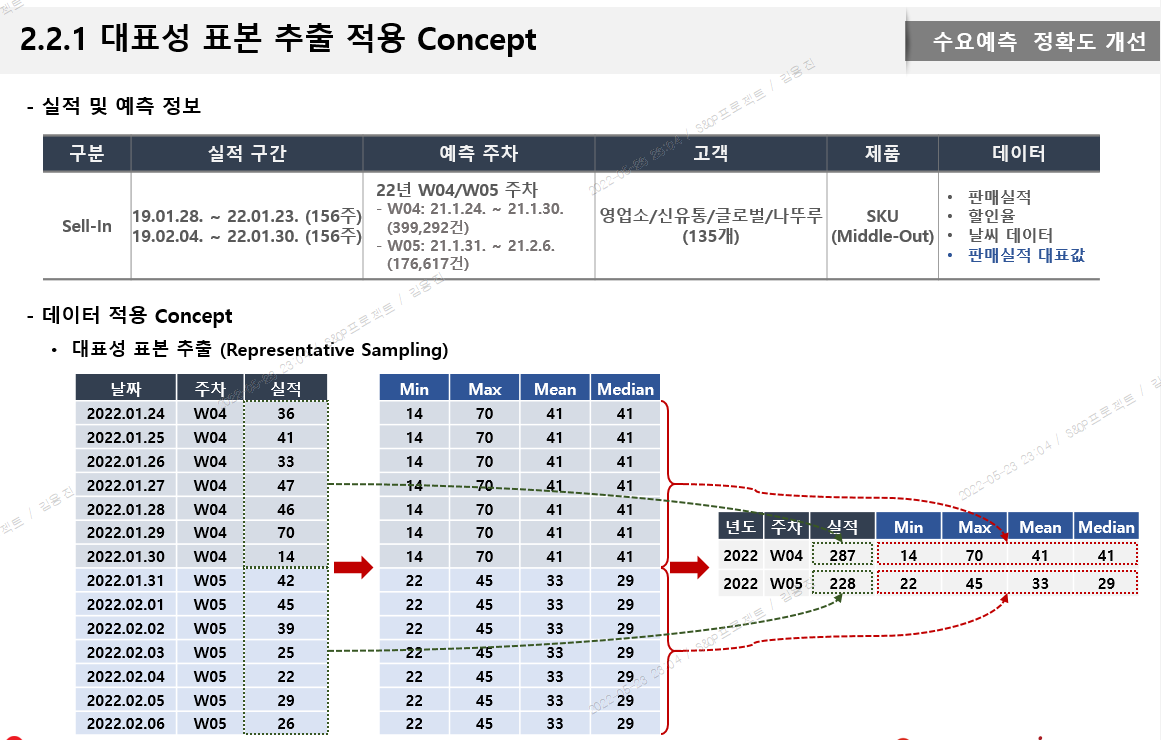 2.2.1 대표성 표본 추출 적용 Concept
수요예측 정확도 개선
- 실적 및 예측 정보
구분 실적 구간 예측 주차 고객 제품 데이터
Sell-In
19.01.28. ~ 22.01.23. (156주)
19.02.04. ~ 22.01.30. (156주)
22년 W04/W05 주차
- W04: 21.1.24. ~ 21.1.30.
(399,292건)
- W05: 21.1.31. ~ 21.2.6.
(176,617건)
영업소/신유통/글로벌/나뚜루
(135개)
SKU
(Middle-Out)
• 판매실적
• 할인율
• 날씨 데이터
• 판매실적 대표값
- 데이터 적용 Concept
• 대표성 표본 추출 (Representative Sampling)
날짜 주차 실적 Min Max Mean Median
2022.01.24 W04 36 14 70 41 41
2022.01.25 W04 41 14 70 41 41
2022.01.26 W04 33 14 70 41 41
2022.01.27 W04 47 14 70 41 41
2022.01.28 W04 46 14 70 41 41
2022.01.29 W04 70 14 70 41 41
2022.01.30 W04 14 14 70 41 41
2022.01.31 W05 42 22 45 33 29
2022.02.01 W05 45 22 45 33 29
2022.02.02 W05 39 22 45 33 29
2022.02.03 W05 25 22 45 33 29
2022.02.04 W05 22 22 45 33 29
2022.02.05 W05 29 22 45 33 29
2022.02.06 W05 26 22 45 33 29
년도 주차 실적 Min Max Mean Median
2022 W04 287 14 70 41 41
2022 W05 228 22 45 33 29
2022-05-23 23:04 / S&OP프로젝트 / 김용진